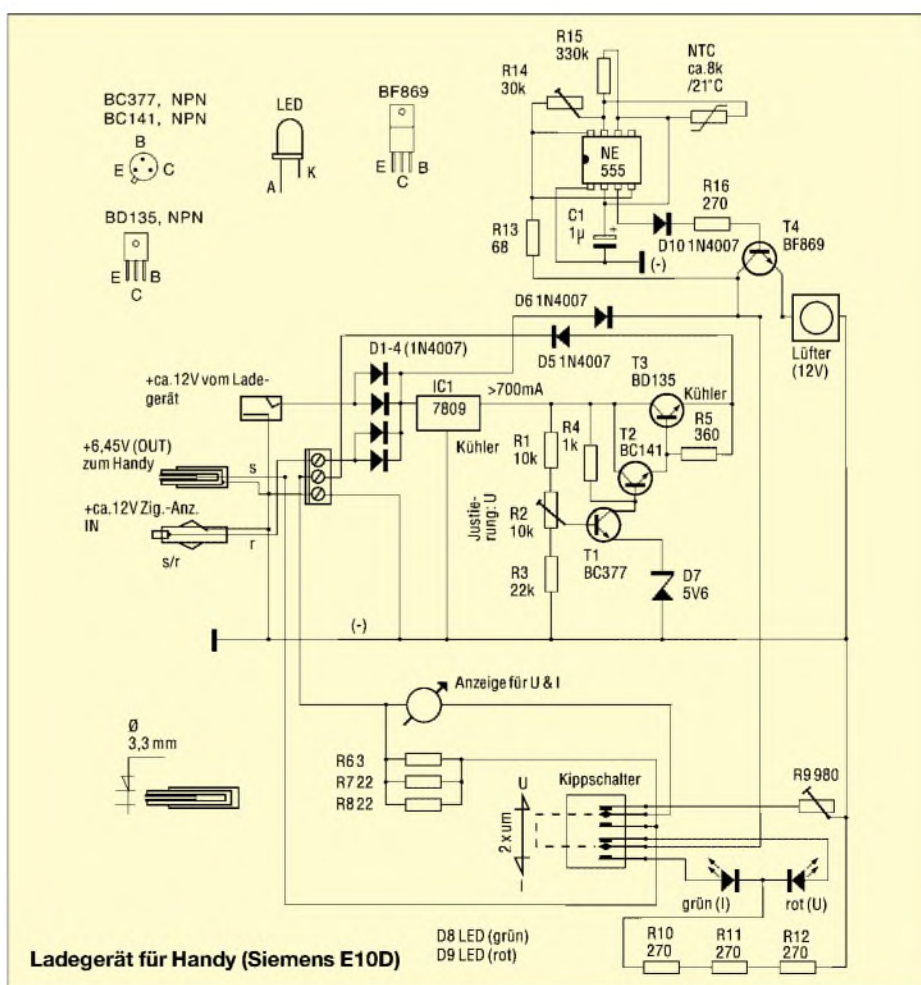 R15
330k
NTC
ca.8k
/21°C
R14
30k
BC377, NPN
BC141, NPN
B
E
C
LED
A
K
BF869
E
B
C
NE
555
R16
270
T4
BF869
BD135, NPN
E
B
C
R13
68
C1
1µ
+
D10 1N4007
(-)
D6 1N4007
Lüfter
(12V)
D1-4 (1N4007)
D5 1N4007
T3
BD135
+ca.12V vom Lade-
gerät
IC1
7809
>700mA
Kühler
Kühler
R4
1k
T2
BC141
R5
360
R1
10k
+6,45V (OUT)
zum Handy
s
Justie-
rung: U
R2
10k
+ca.12V Zig.-Anz.
IN
r
s/r
T1
BC377
R3
22k
D7
5V6
(-)
Anzeige für U & I
Ø
3,3 mm
R6 3
R7 22
R8 22
U
2 x um
I
Kippschalter
R9 980
grün (I)
rot (U)
D8 LED (grün)
D9 LED (rot)
R10
270
R11
270
R12
270
Ladegerät für Handy (Siemens E10D)